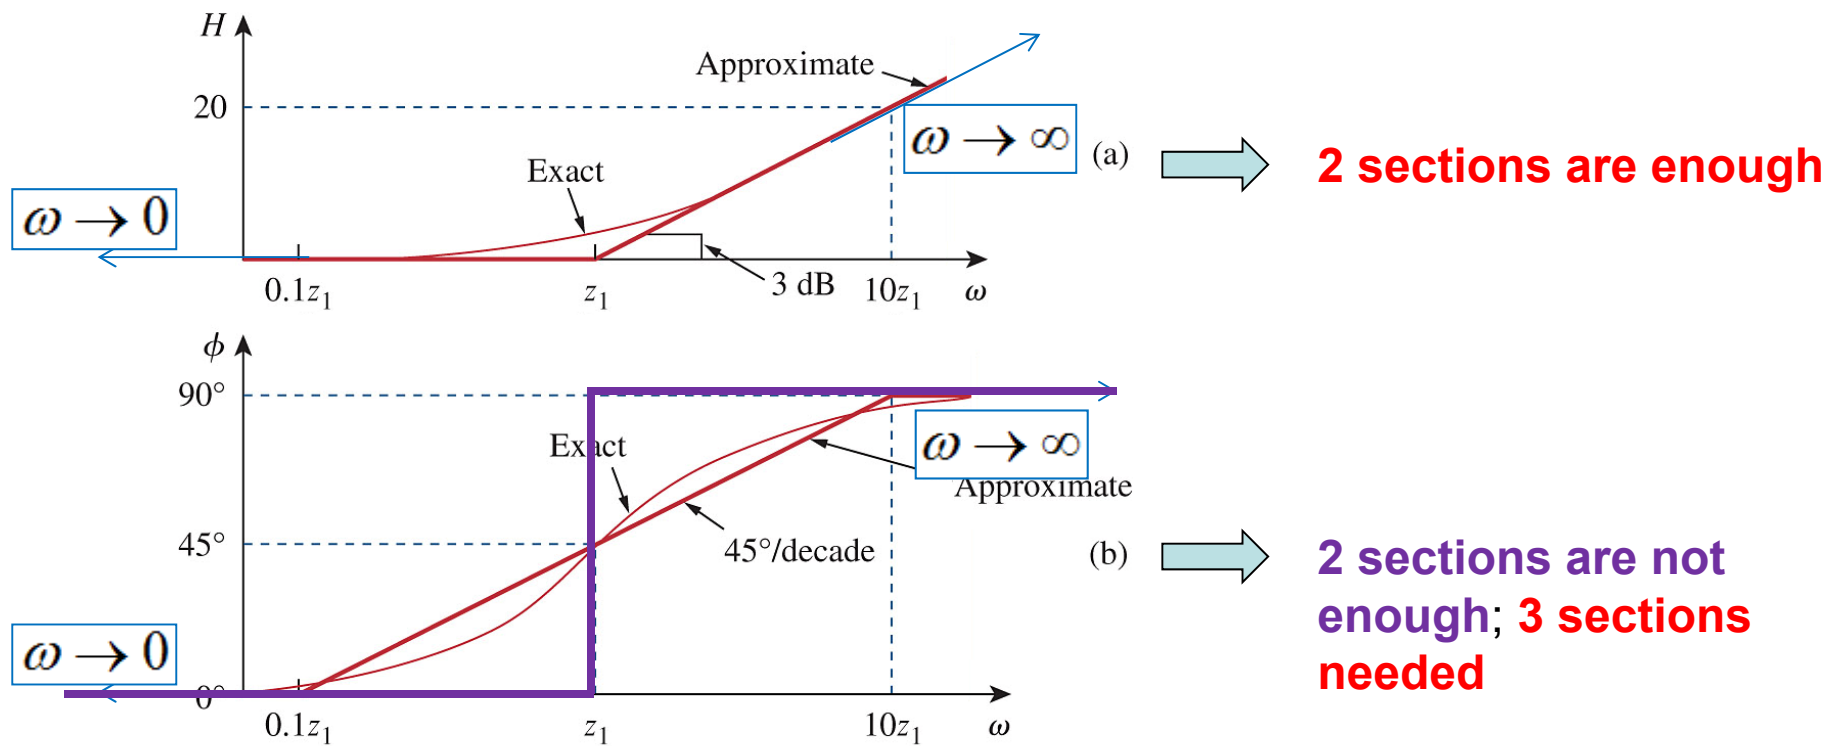 H
Approximate
20
ω → ∞
(a)
2 sections are enough
Exact
ω → 0
3 dB
0.1z₁
z₁
10z₁
ω
ϕ
90°
Exact
ω → ∞
Approximate
45°
45°/decade
(b)
2 sections are not
enough; 3 sections
needed
ω → 0
0°
0.1z₁
z₁
10z₁
ω